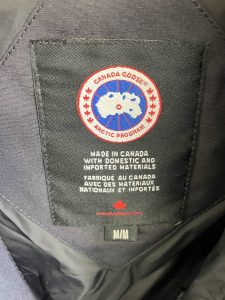 CANADA GOOSE®
ARCTIC PROGRAM
MADE IN CANADA
WITH DOMESTIC AND
IMPORTED MATERIALS
FABRIQUÉ AU CANADA
AVEC DES MATERIELS
NATIONAUX ET IMPORTÉS
M/M